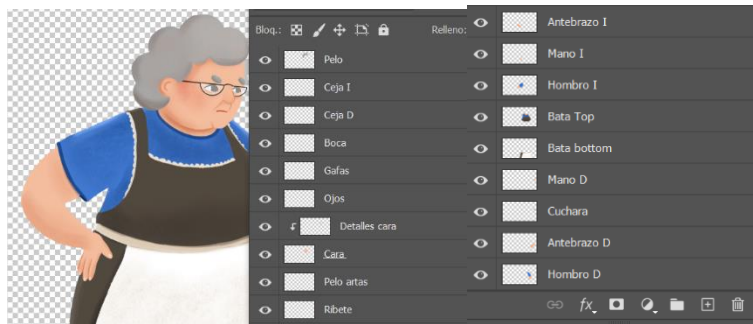 Bloq.:
Relleno:
Pelo
Ceja I
Ceja D
Boca
Gafas
Ojos
Detalles cara
Cara
Pelo artas
Ribete
Antebrazo I
Mano I
Hombro I
Bata Top
Bata bottom
Mano D
Cuchara
Antebrazo D
Hombro D
fx